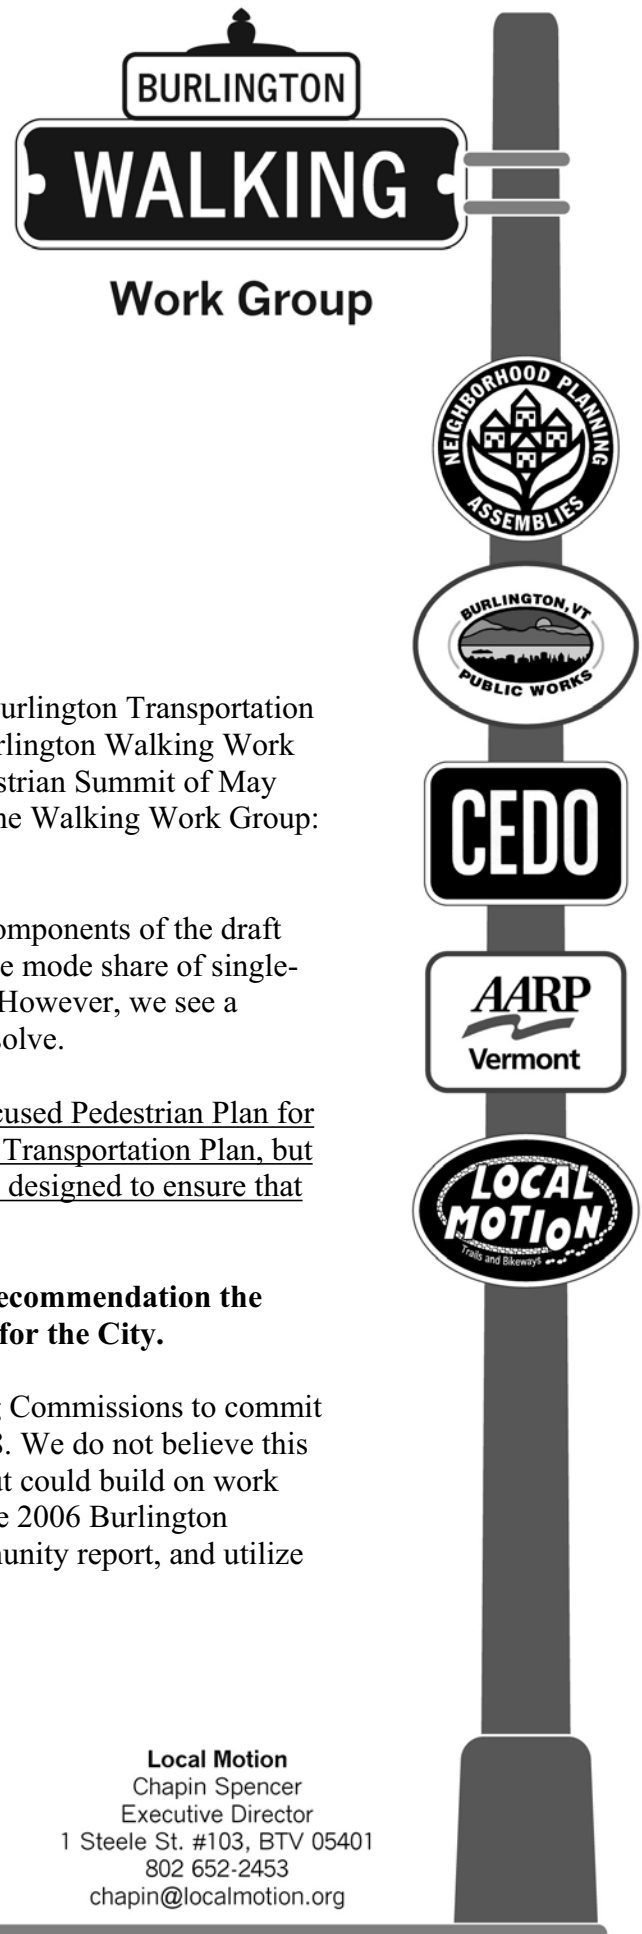 BURLINGTON
WALKING
Work Group
NEIGHBORHOOD PLANNING
ASSEMBLIES
BURLINGTON, VT
PUBLIC WORKS
urlington Transportation
rlington Walking Work
strian Summit of May
he Walking Work Group:
CEDO
omponents of the draft
e mode share of single-
However, we see a
solve.
AARP
Vermont
cused Pedestrian Plan for
Transportation Plan, but
designed to ensure that
LOCAL
MOTION
Trails and Bikeways
ecommendation the
for the City.
g Commissions to commit
8. We do not believe this
ut could build on work
e 2006 Burlington
nunity report, and utilize
Local Motion
Chapin Spencer
Executive Director
1 Steele St. #103, BTV 05401
802 652-2453
chapin@localmotion.org